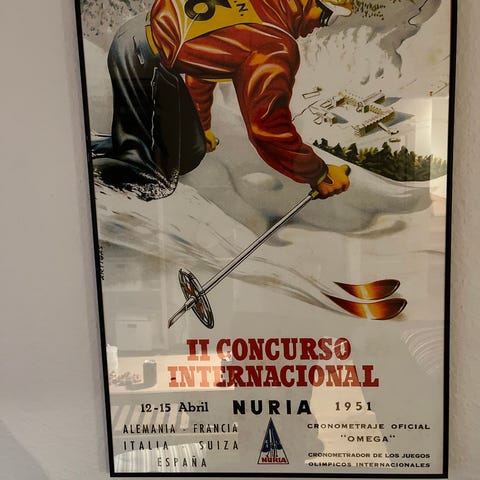 N.
II CONCURSO
INTERNACIONAL
12-15 Abril NURIA 1951
ALEMANIA - FRANCIA
ITALIA - SUIZA
ESPAÑA
NURIA
CRONOMETRAJE OFICIAL
"OMEGA"
CRONOMETRADOR DE LOS JUEGOS
OLIMPICOS INTERNACIONALES